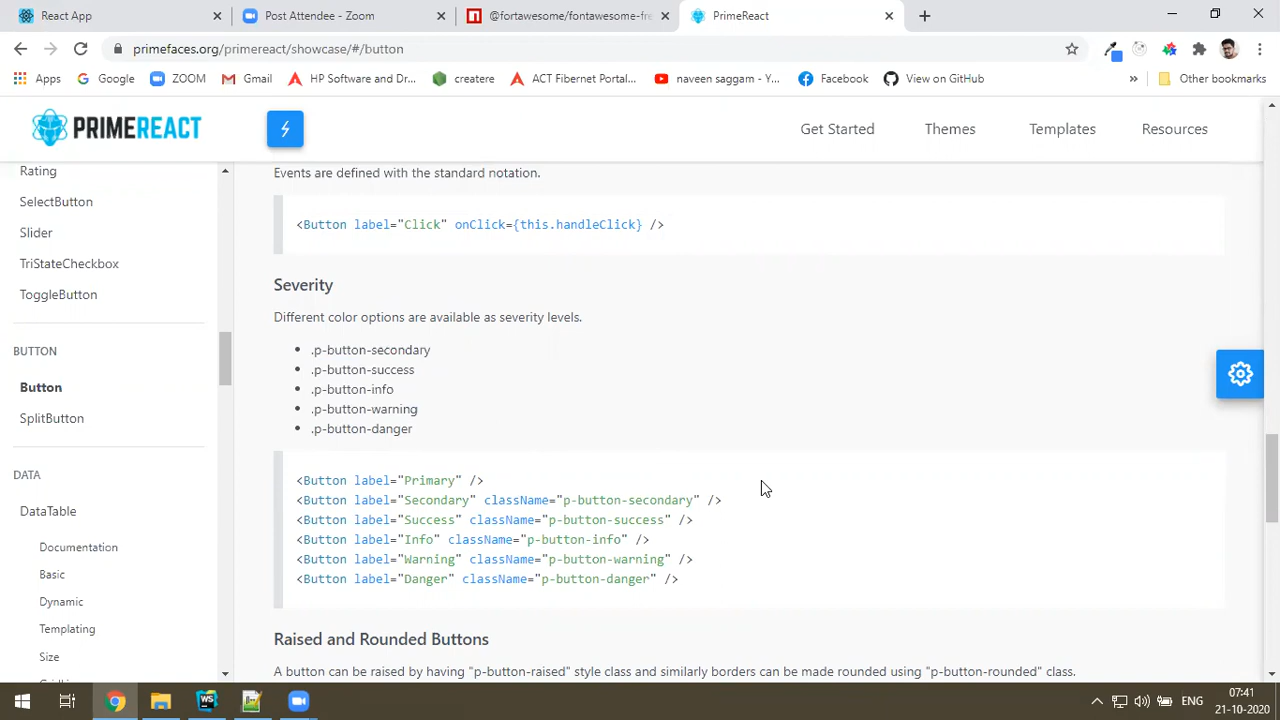 React App
Post Attendee - Zoom
@fortawesome/fontawesome-fre
PrimeReact
primefaces.org/primereact/showcase/#/button
Apps
Google
ZOOM
Gmail
HP Software and Dr...
createre
ACT Fibernet Portal...
naveen saggam - Y...
Facebook
View on GitHub
»
Other bookmarks
PRIMEREACT
Get Started
Themes
Templates
Resources
Rating
SelectButton
Slider
TriStateCheckbox
ToggleButton
BUTTON
Button
SplitButton
DATA
DataTable
Documentation
Basic
Dynamic
Templating
Size
Events are defined with the standard notation.
<Button label="Click" onClick={this.handleClick} />
Severity
Different color options are available as severity levels.
• .p-button-secondary
• .p-button-success
• .p-button-info
• .p-button-warning
• .p-button-danger
<Button label="Primary" />
<Button label="Secondary" className="p-button-secondary" />
<Button label="Success" className="p-button-success" />
<Button label="Info" className="p-button-info" />
<Button label="Warning" className="p-button-warning" />
<Button label="Danger" className="p-button-danger" />
Raised and Rounded Buttons
A button can be raised by having "p-button-raised" style class and similarly borders can be made rounded using "p-button-rounded" class.
WS
ENG
07:41
21-10-2020